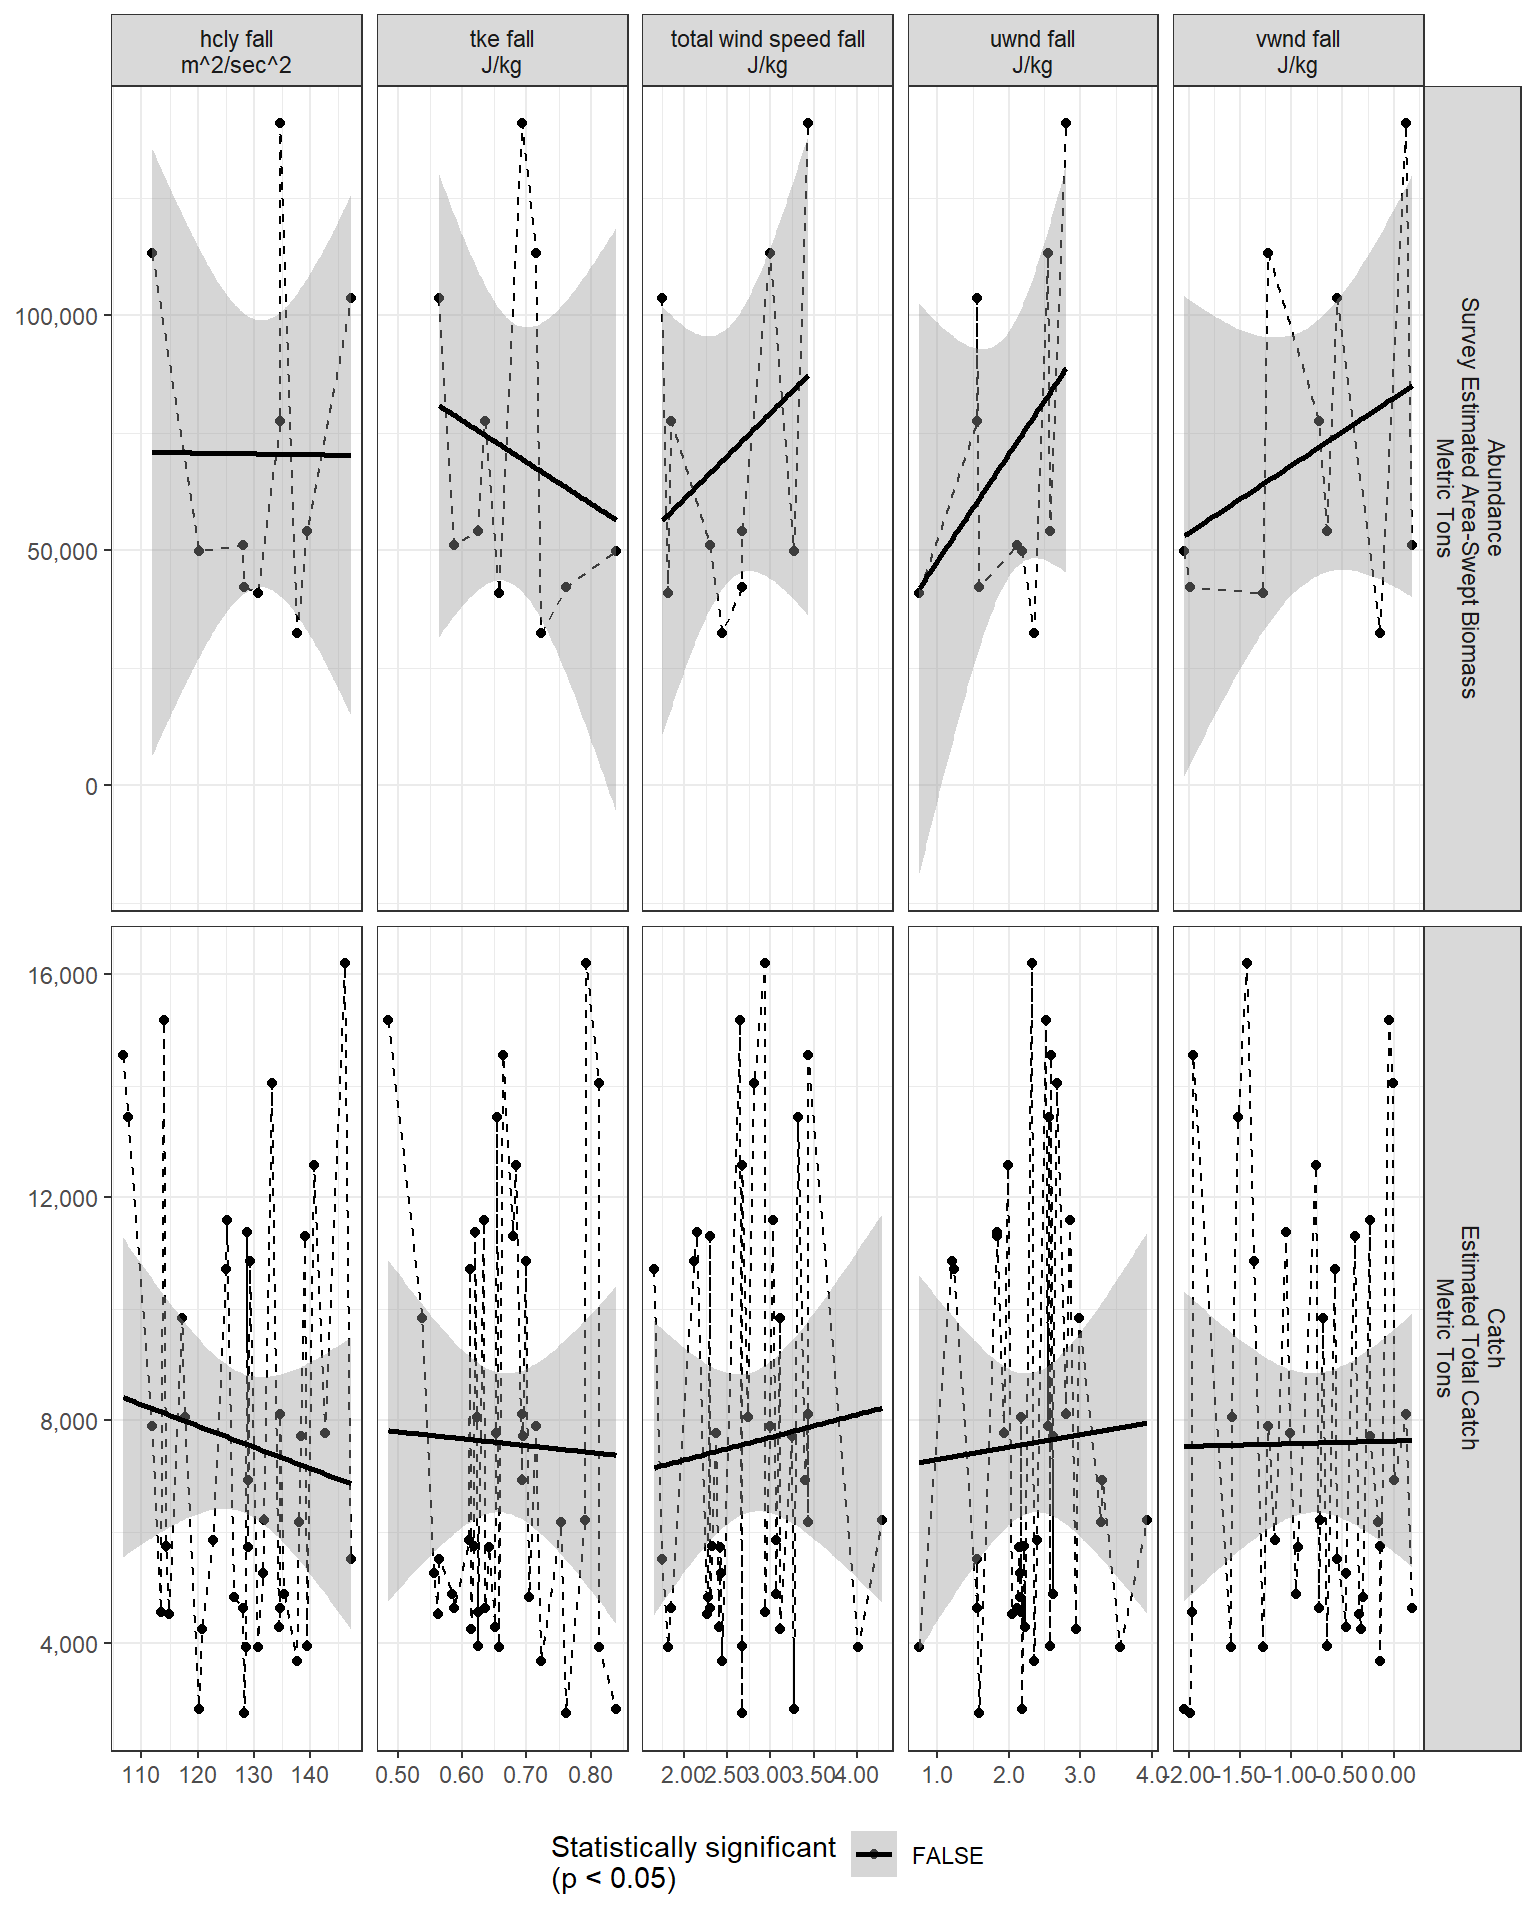 hcly fall
m^2/sec^2
tke fall
J/kg
total wind speed fall
J/kg
uwnd fall
J/kg
vwnd fall
J/kg
100,000
50,000
0
Abundance
Survey Estimated Area-Swept Biomass
Metric Tons
16,000
12,000
8,000
4,000
Catch
Estimated Total Catch
Metric Tons
110 120 130 140
0.50 0.60 0.70 0.80
2.00 2.50 3.00 3.50 4.00
1.0 2.0 3.0 4.0
-2.00 -1.50 -1.00 -0.50 0.00
Statistically significant
(p < 0.05)
FALSE